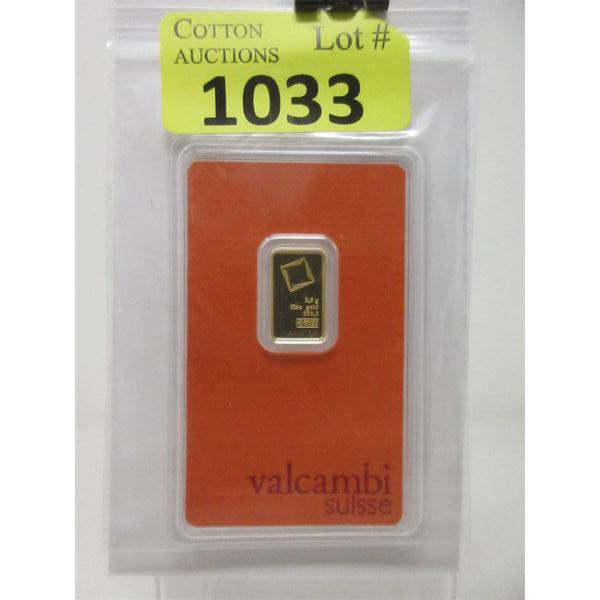 COTTON Lot #
AUCTIONS
1033
2,5 g
fine gold
999,9
valcambi
suisse